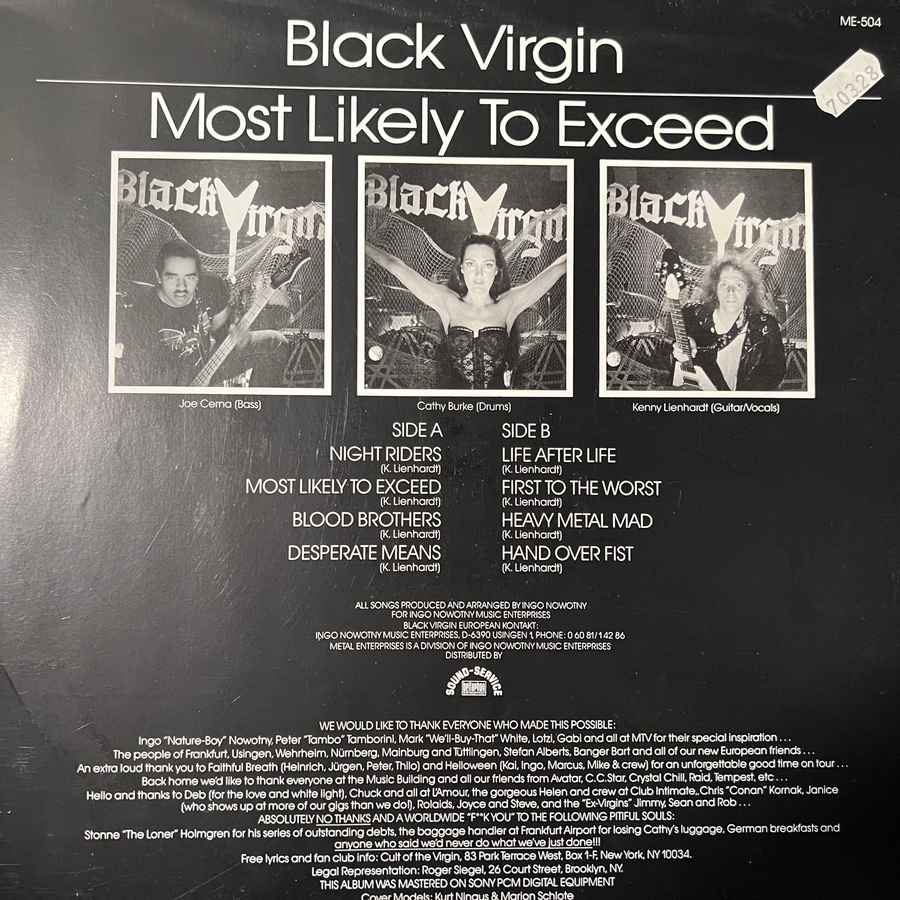 ME-504
Black Virgin
70328
Most Likely To Exceed
Black Virgin
Black Virgin
Black Virgin
Joe Cerna (Bass)
Cathy Burke (Drums)
Kenny Lienhardt (Guitar/Vocals)
SIDE A
NIGHT RIDERS
(K. Lienhardt)
MOST LIKELY TO EXCEED
(K. Lienhardt)
BLOOD BROTHERS
(K. Lienhardt)
DESPERATE MEANS
(K. Lienhardt)
SIDE B
LIFE AFTER LIFE
(K. Lienhardt)
FIRST TO THE WORST
(K. Lienhardt)
HEAVY METAL MAD
(K. Lienhardt)
HAND OVER FIST
(K. Lienhardt)
ALL SONGS PRODUCED AND ARRANGED BY INGO NOWOTNY
FOR INGO NOWOTNY MUSIC ENTERPRISES
BLACK VIRGIN EUROPEAN KONTAKT:
INGO NOWOTNY MUSIC ENTERPRISES, D-6390 USINGEN 1, PHONE: 0 60 81/142 86
METAL ENTERPRISES IS A DIVISION OF INGO NOWOTNY MUSIC ENTERPRISES
DISTRIBUTED BY
SOUND-SERVICE
WE WOULD LIKE TO THANK EVERYONE WHO MADE THIS POSSIBLE:
Ingo "Nature-Boy" Nowotny, Peter "Tambo" Tamborini, Mark "We'll-Buy-That" White, Lotzi, Gabi and all at MTV for their special inspiration . . .
The people of Frankfurt, Usingen, Wehrheim, Nürnberg, Mainburg and Tüttlingen, Stefan Alberts, Banger Bart and all of our new European friends . . .
An extra loud thank you to Faithful Breath (Heinrich, Jürgen, Peter, Thilo) and Helloween (Kai, Ingo, Marcus, Mike & crew) for an unforgettable good time on tour . . .
Back home we'd like to thank everyone at the Music Building and all our friends from Avatar, C.C. Star, Crystal Chill, Raid, Tempest, etc . . .
Hello and thanks to Deb (for the love and white light), Chuck and all at L'Amour, the gorgeous Helen and crew at Club Intimate,. Chris "Conan" Kornak, Janice
(who shows up at more of our gigs than we do!), Rolaids, Joyce and Steve, and the "Ex-Virgins" Jimmy, Sean and Rob . . .
ABSOLUTELY NO THANKS AND A WORLDWIDE "F**K YOU" TO THE FOLLOWING PITIFUL SOULS:
Stonne "The Loner" Holmgren for his series of outstanding debts, the baggage handler at Frankfurt Airport for losing Cathy's luggage, German breakfasts and
anyone who said we'd never do what we've just done!!!
Free lyrics and fan club info: Cult of the Virgin, 83 Park Terrace West, Box 1-F, New York, NY 10034.
Legal Representation: Roger Siegel, 26 Court Street, Brooklyn, NY.
THIS ALBUM WAS MASTERED ON SONY PCM DIGITAL EQUIPMENT
Cover Models: Kurt Ningus & Marion Schlote